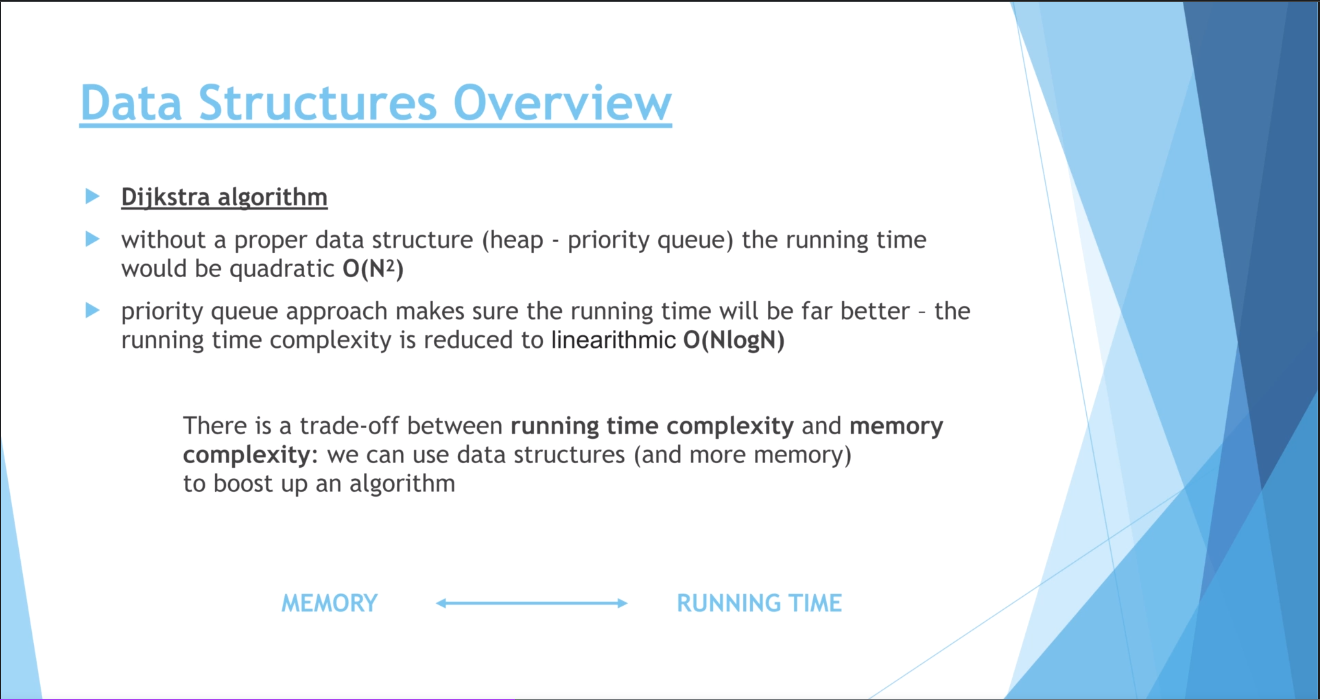 Data Structures Overview
Dijkstra algorithm
without a proper data structure (heap - priority queue) the running time
would be quadratic O(N²)
priority queue approach makes sure the running time will be far better – the
running time complexity is reduced to linearithmic O(NlogN)
There is a trade-off between running time complexity and memory
complexity: we can use data structures (and more memory)
to boost up an algorithm
MEMORY RUNNING TIME